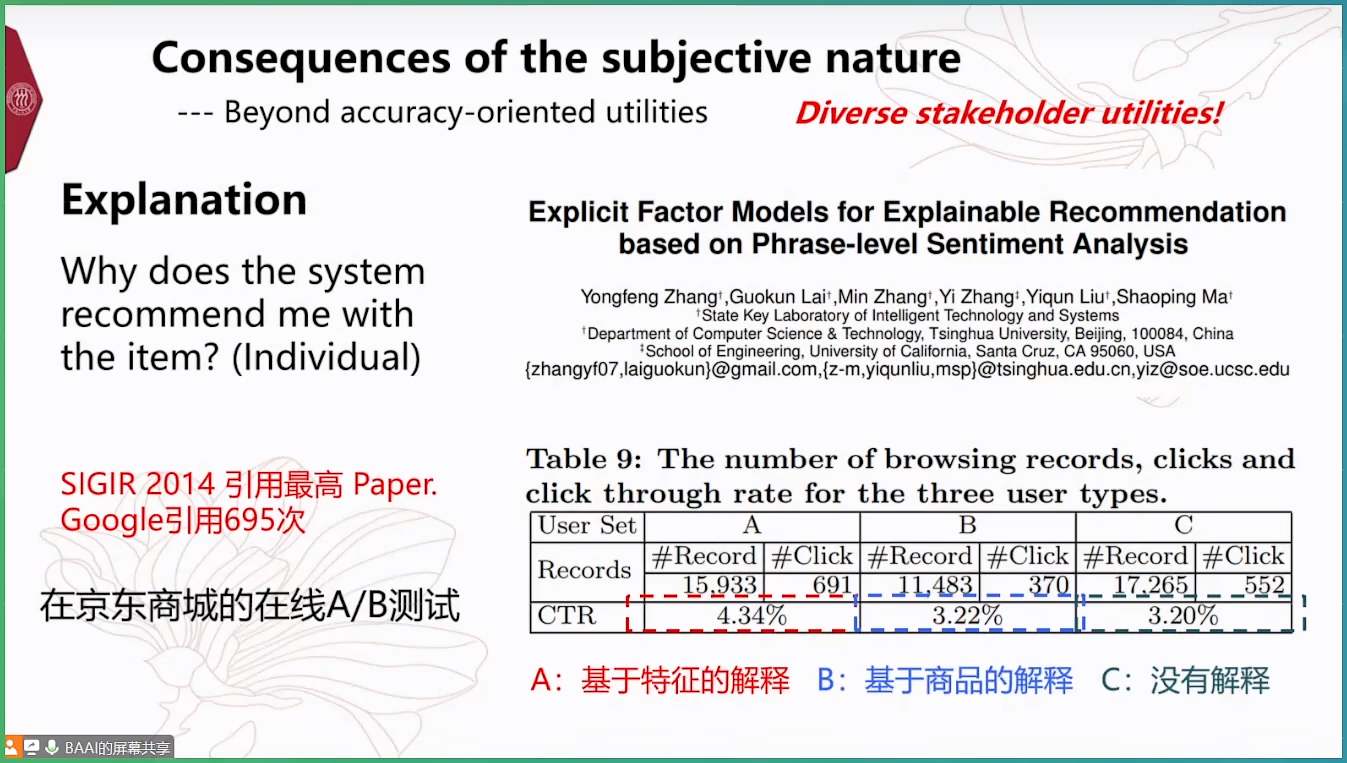 Consequences of the subjective nature
--- Beyond accuracy-oriented utilities
Diverse stakeholder utilities!
Explanation
Why does the system
recommend me with
the item? (Individual)
SIGIR 2014 引用最高 Paper.
Google引用695次
在京东商城的在线A/B测试
Explicit Factor Models for Explainable Recommendation
based on Phrase-level Sentiment Analysis
Yongfeng Zhang†,Guokun Lai†,Min Zhang†,Yi Zhang‡,Yiqun Liu†,Shaoping Ma†
†State Key Laboratory of Intelligent Technology and Systems
†Department of Computer Science & Technology, Tsinghua University, Beijing, 100084, China
‡School of Engineering, University of California, Santa Cruz, CA 95060, USA
{zhangyf07,laiguokun}@gmail.com,{z-m,yiqunliu,msp}@tsinghua.edu.cn,yiz@soe.ucsc.edu
Table 9: The number of browsing records, clicks and
click through rate for the three user types.
User Set A B C
Records #Record #Click #Record #Click #Record #Click
15,933 691 11,483 370 17,265 552
CTR 4.34% 3.22% 3.20%
A：基于特征的解释 B：基于商品的解释 C：没有解释
BAAI的屏幕共享